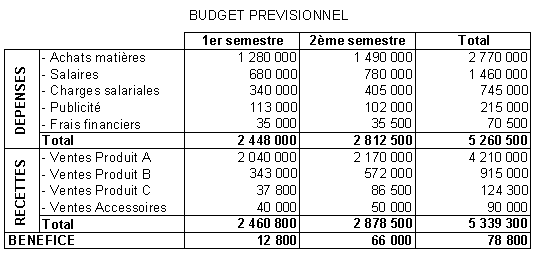 BUDGET PREVISIONNEL
1er semestre 2ème semestre Total
DEPENSES
- Achats matières 1 280 000 1 490 000 2 770 000
- Salaires 680 000 780 000 1 460 000
- Charges salariales 340 000 405 000 745 000
- Publicité 113 000 102 000 215 000
- Frais financiers 35 000 35 500 70 500
Total 2 448 000 2 812 500 5 260 500
RECETTES
- Ventes Produit A 2 040 000 2 170 000 4 210 000
- Ventes Produit B 343 000 572 000 915 000
- Ventes Produit C 37 800 86 500 124 300
- Ventes Accessoires 40 000 50 000 90 000
Total 2 460 800 2 878 500 5 339 300
BENEFICE 12 800 66 000 78 800